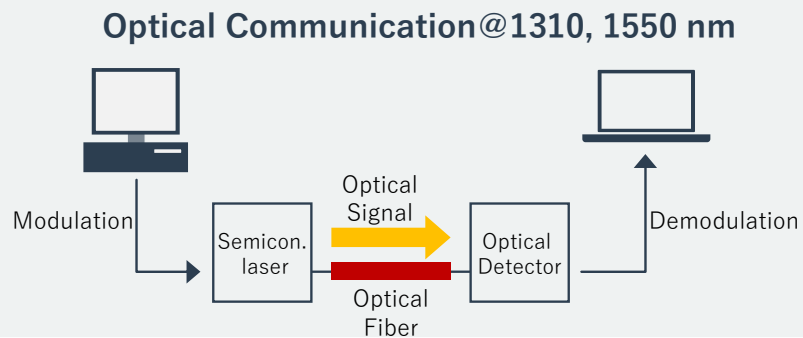 Optical Communication@1310, 1550 nm
Modulation
Semicon.
laser
Optical
Signal
Optical
Fiber
Optical
Detector
Demodulation